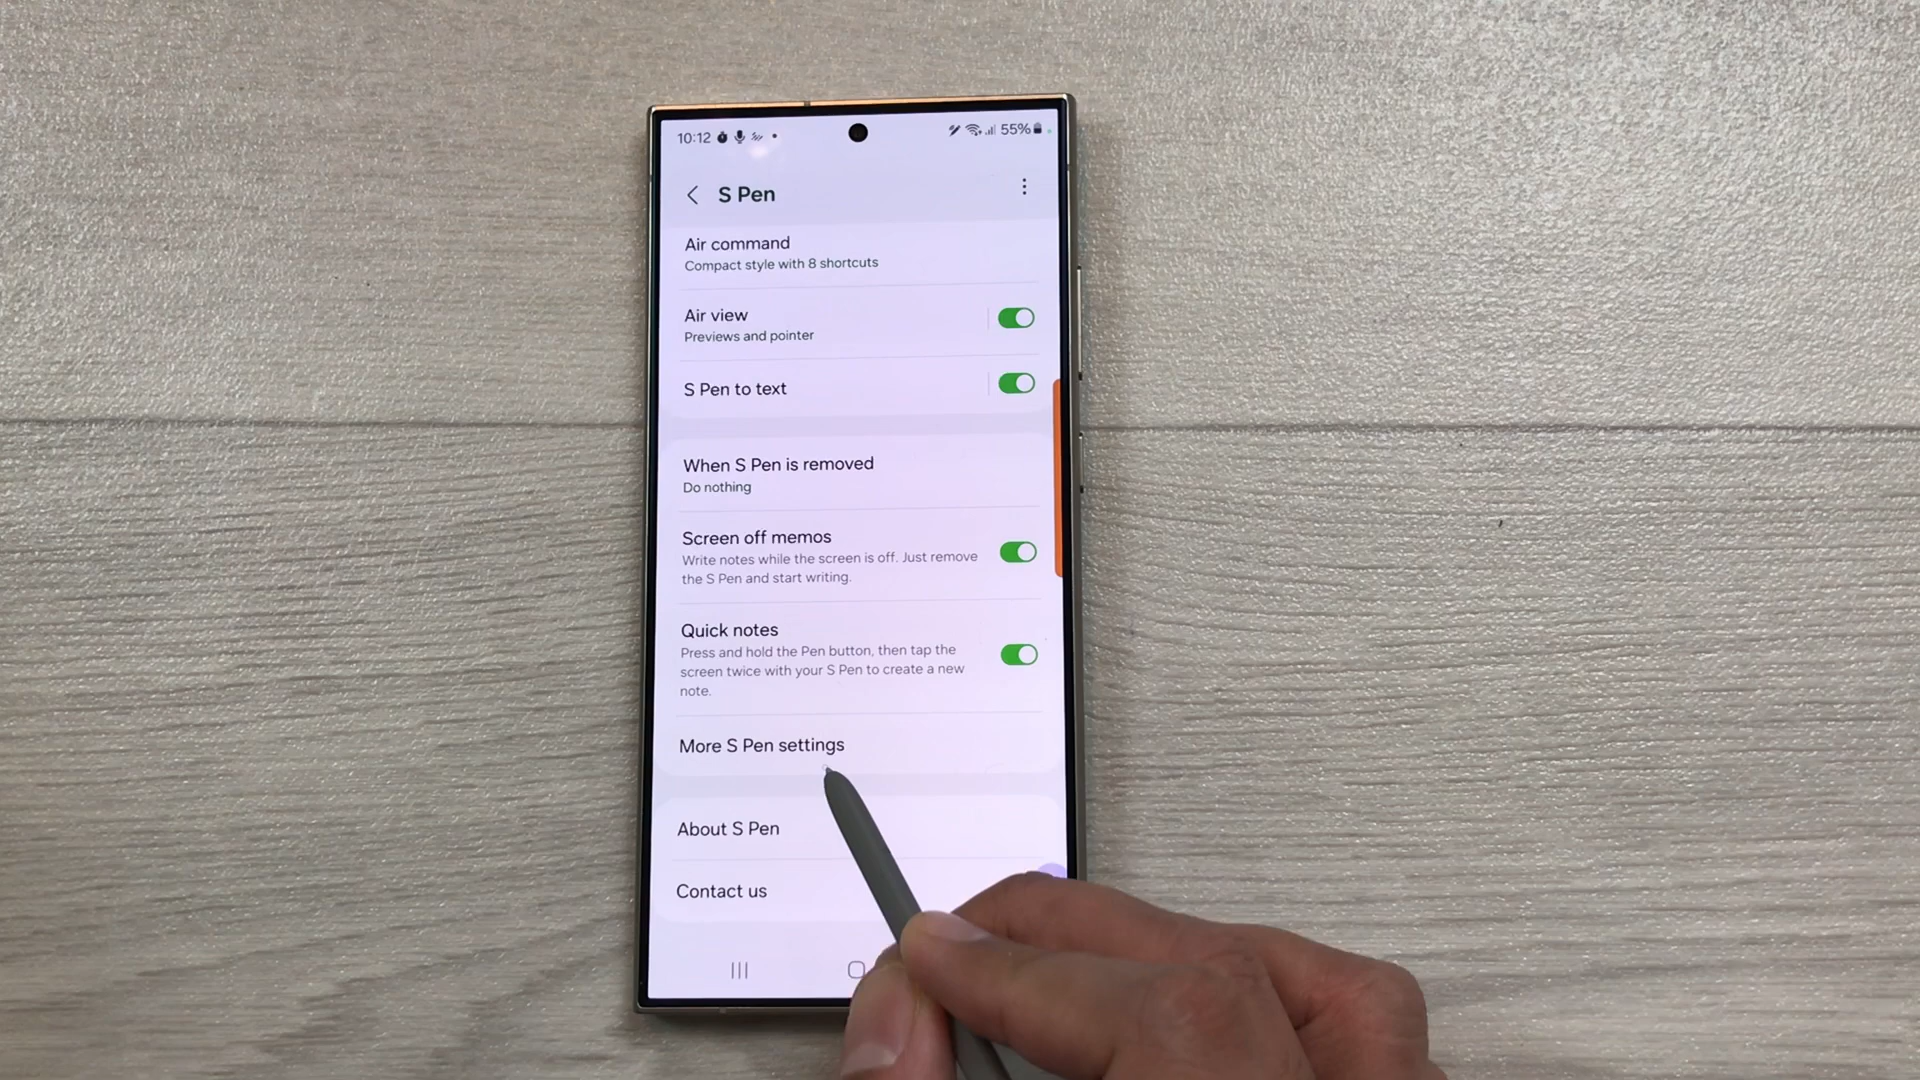 10:12
55%
S Pen
Air command
Compact style with 8 shortcuts
Air view
Previews and pointer
S Pen to text
When S Pen is removed
Do nothing
Screen off memos
Write notes while the screen is off. Just remove
the S Pen and start writing.
Quick notes
Press and hold the Pen button, then tap the
screen twice with your S Pen to create a new
note.
More S Pen settings
About S Pen
Contact us